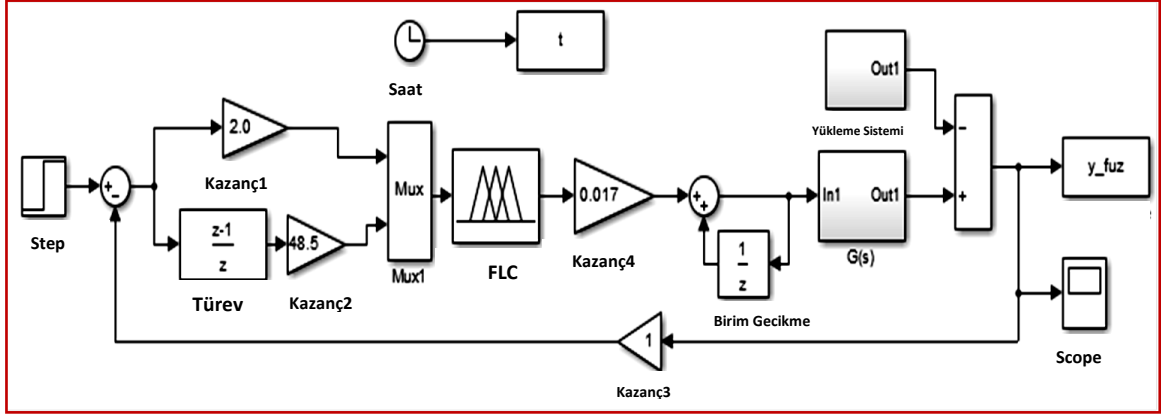 t
Saat
Out1
Yükleme Sistemi
2.0
Kazanç1
+
−
Step
z-1
z
Türev
48.5
Kazanç2
Mux
Mux1
FLC
0.017
Kazanç4
+
+
1
z
Birim Gecikme
In1
Out1
G(s)
−
+
y_fuz
Scope
1
Kazanç3